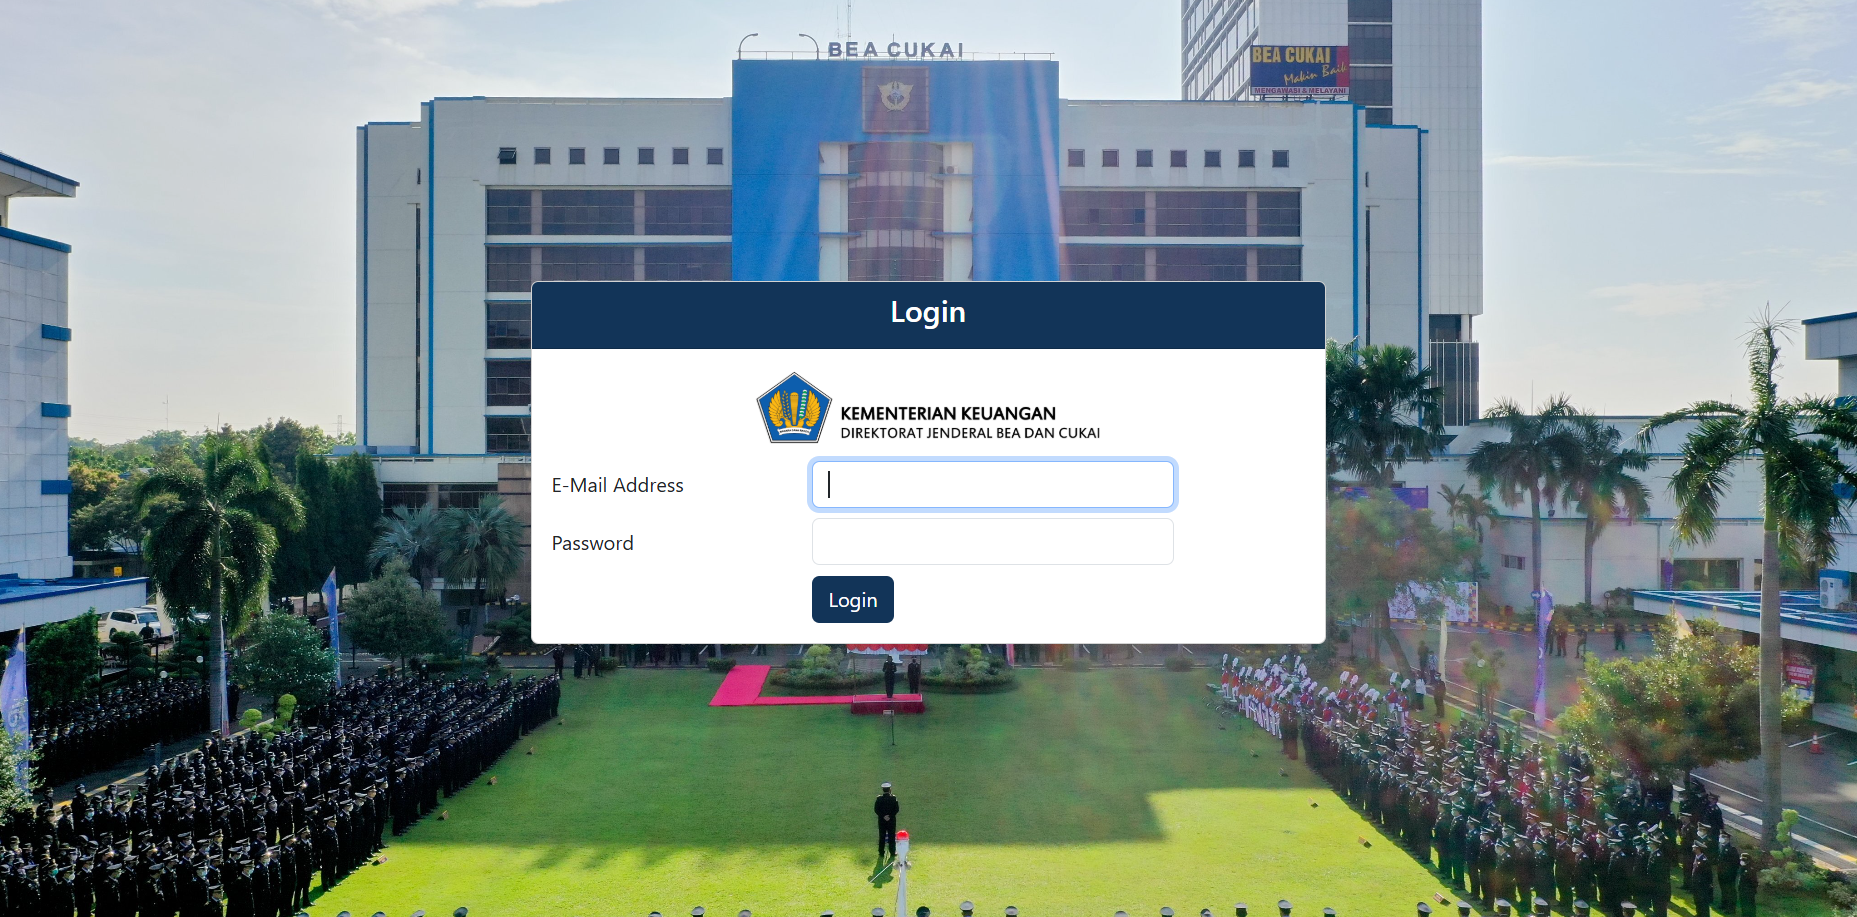 BEA CUKAI
BEA CUKAI
Makin Baik
MENGAWASI & MELAYANI
Login
KEMENTERIAN KEUANGAN
DIREKTORAT JENDERAL BEA DAN CUKAI
E-Mail Address
Password
Login